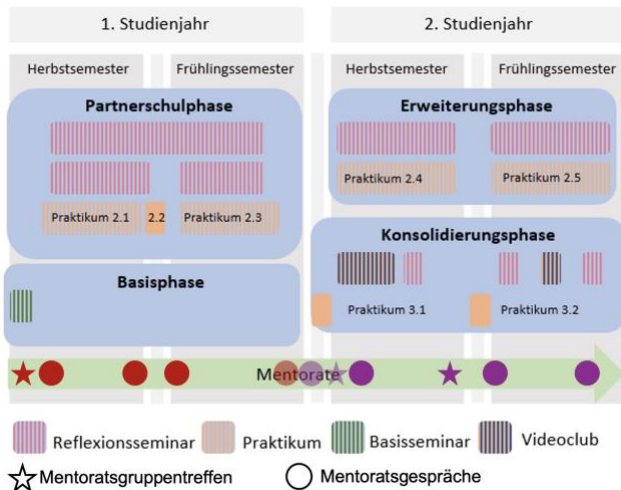 1. Studienjahr
2. Studienjahr
Herbstsemester
Frühlingssemester
Herbstsemester
Frühlingssemester
Partnerschulphase
Praktikum 2.1
2.2
Praktikum 2.3
Basisphase
Erweiterungsphase
Praktikum 2.4
Praktikum 2.5
Konsolidierungsphase
Praktikum 3.1
Praktikum 3.2
Mentorate
Reflexionsseminar
Praktikum
Basisseminar
Videoclub
Mentoratsgruppentreffen
Mentoratsgespräche